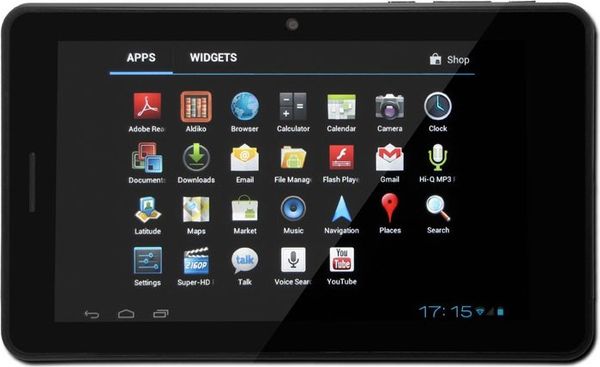 APPS WIDGETS Shop
Adobe Rea Aldiko Browser Calculator Calendar Camera Clock
Document Downloads Email File Manag Flash Playe Gmail Hi-Q MP3
Latitude Maps Market Music Navigation Places Search
2160P talk You Tube
Settings Super-HD Talk Voice Sear YouTube
17:15